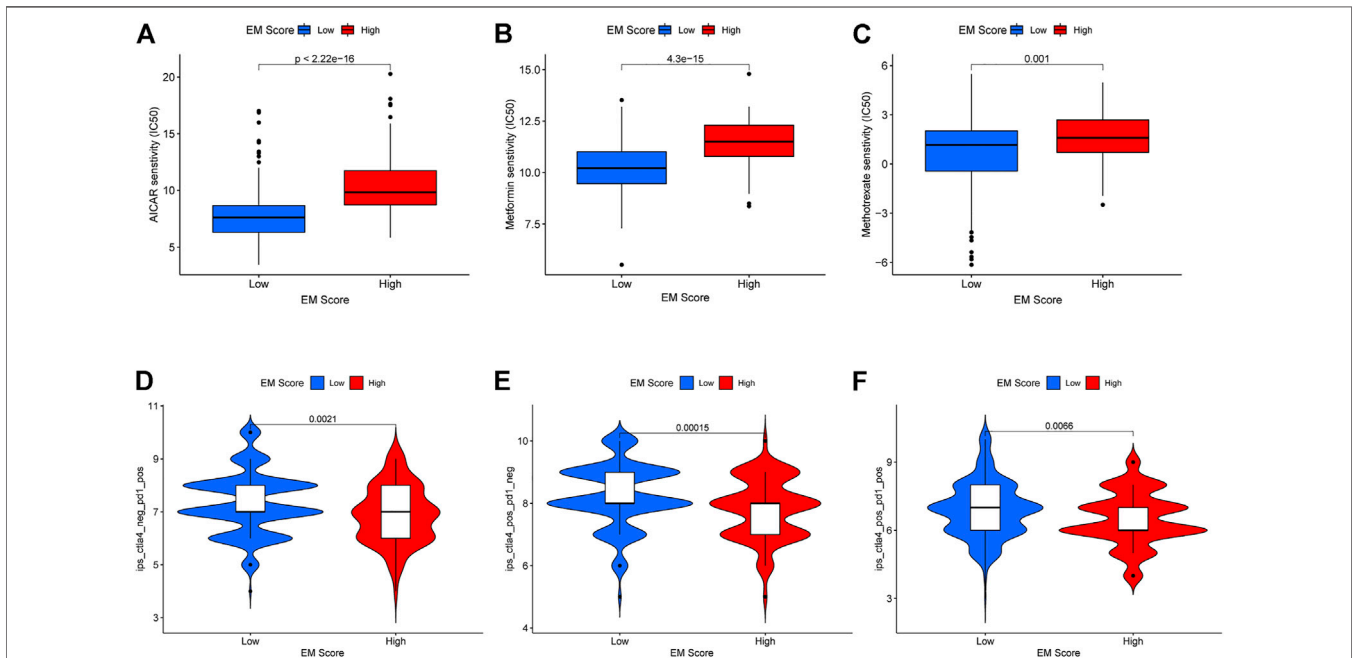 A
EM Score Low High
p < 2.22e−16
AICAR senstivity (IC50)
20
15
10
5
Low High
EM Score
B
EM Score Low High
4.3e−15
Metformin senstivity (IC50)
15.0
12.5
10.0
7.5
Low High
EM Score
C
EM Score Low High
0.001
Methotrexate senstivity (IC50)
6
3
0
−3
−6
Low High
EM Score
D
EM Score Low High
0.0021
ips_ctla4_neg_pd1_pos
11
9
7
5
3
Low High
EM Score
E
EM Score Low High
0.00015
ips_ctla4_pos_pd1_neg
10
8
6
4
Low High
EM Score
F
EM Score Low High
0.0066
ips_ctla4_pos_pd1_pos
9
6
3
Low High
EM Score